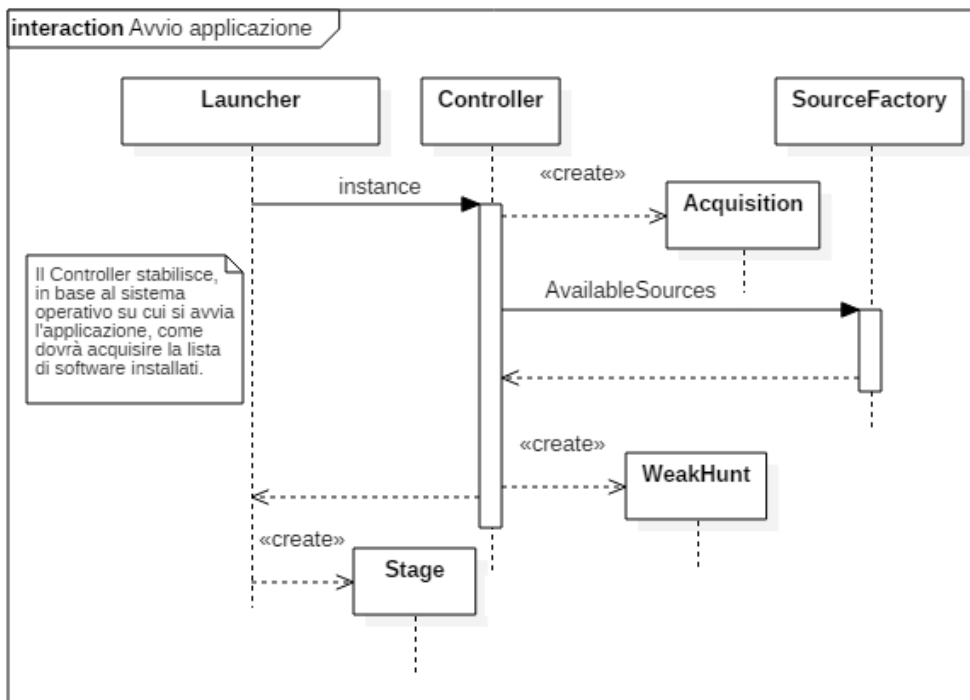 interaction Avvio applicazione
Launcher
Controller
SourceFactory
instance
«create»
Acquisition
Il Controller stabilisce,
in base al sistema
operativo su cui si avvia
l'applicazione, come
dovrà acquisire la lista
di software installati.
AvailableSources
«create»
WeakHunt
«create»
Stage